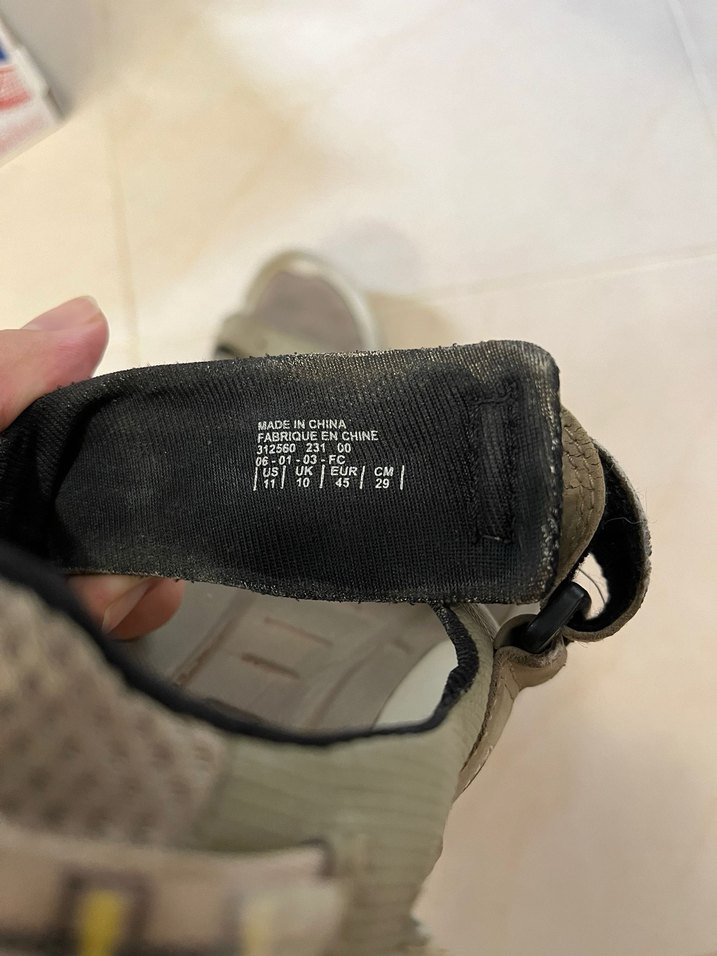 MADE IN CHINA
FABRIQUE EN CHINE
312560 231 00
06 - 01 - 03 - FC
US UK EUR CM
11 10 45 29